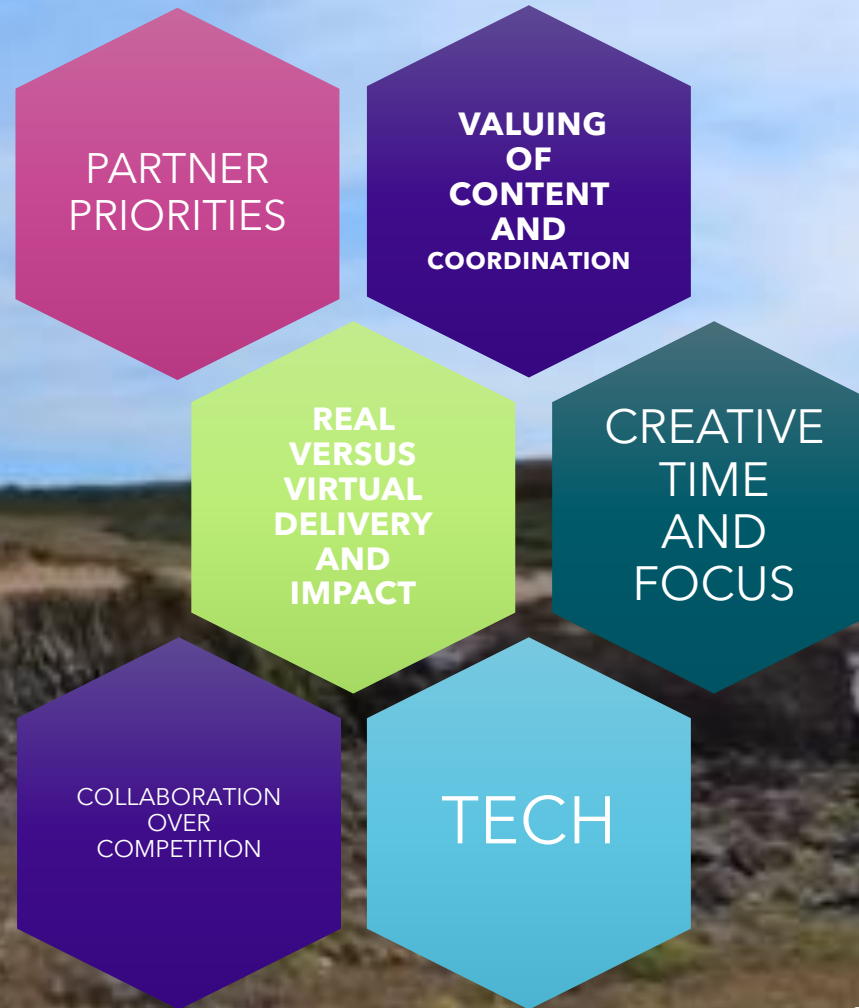 PARTNER
PRIORITIES
VALUING
OF
CONTENT
AND
COORDINATION
REAL
VERSUS
VIRTUAL
DELIVERY
AND
IMPACT
CREATIVE
TIME
AND
FOCUS
COLLABORATION
OVER
COMPETITION
TECH